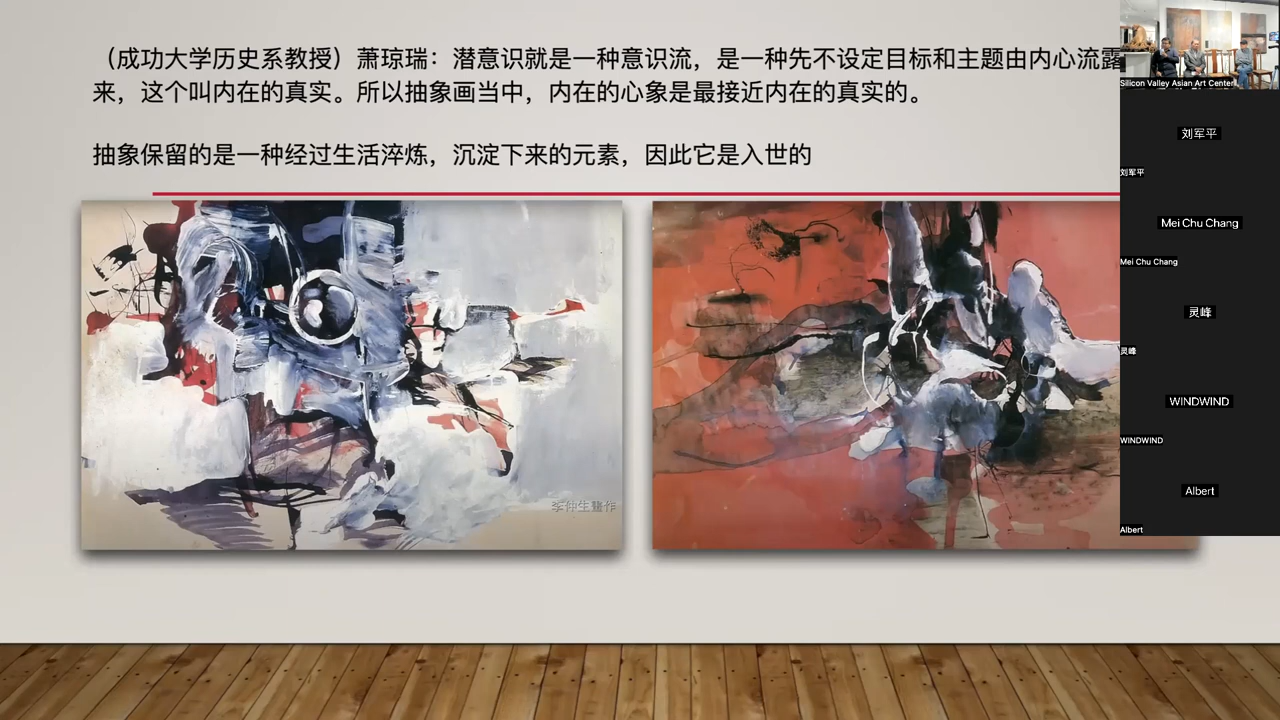 （成功大学历史系教授）萧琼瑞：潜意识就是一种意识流，是一种先不设定目标和主题由内心流露
来，这个叫内在的真实。所以抽象画当中，内在的心象是最接近内在的真实的。
抽象保留的是一种经过生活淬炼，沉淀下来的元素，因此它是入世的
李仲生畫作
Silicon Valley Asian Art Center
刘军平
刘军平
Mei Chu Chang
Mei Chu Chang
灵峰
灵峰
WINDWIND
WINDWIND
Albert
Albert